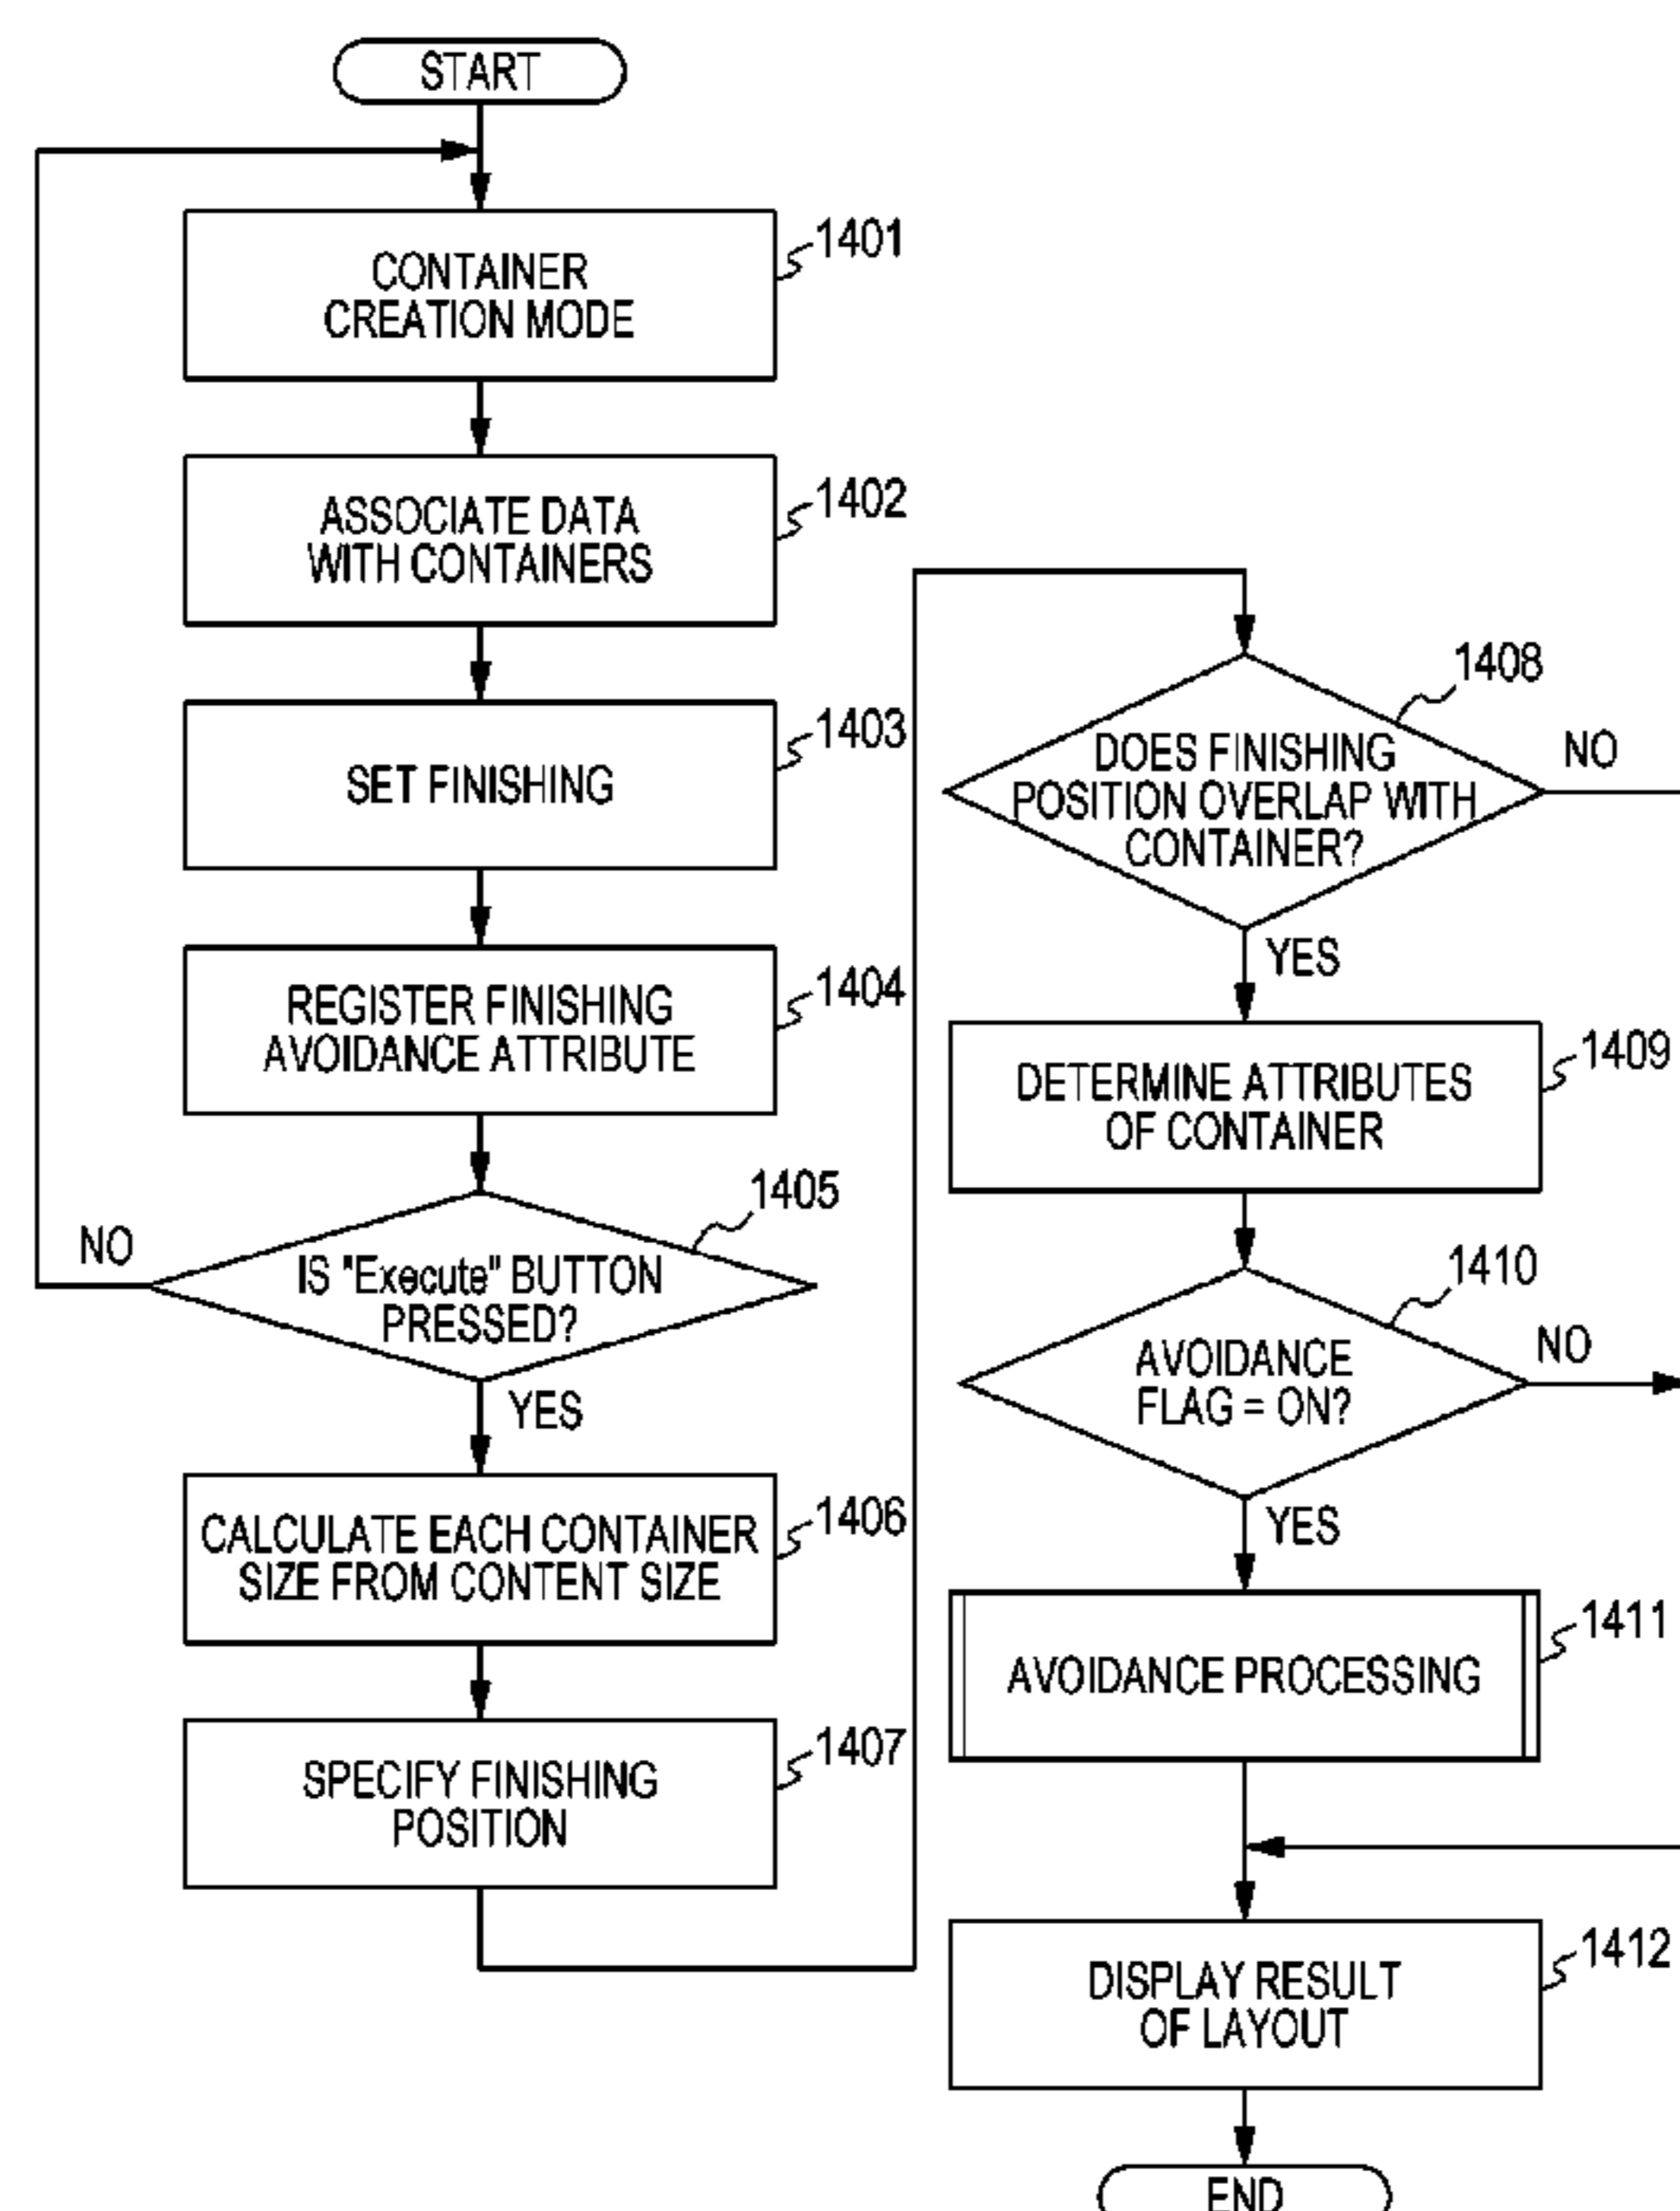 START
CONTAINER
CREATION MODE
1401
ASSOCIATE DATA
WITH CONTAINERS
1402
SET FINISHING
1403
REGISTER FINISHING
AVOIDANCE ATTRIBUTE
1404
IS "Execute" BUTTON
PRESSED?
1405
NO
YES
CALCULATE EACH CONTAINER
SIZE FROM CONTENT SIZE
1406
SPECIFY FINISHING
POSITION
1407
DOES FINISHING
POSITION OVERLAP WITH
CONTAINER?
1408
NO
YES
DETERMINE ATTRIBUTES
OF CONTAINER
1409
AVOIDANCE
FLAG = ON?
1410
NO
YES
AVOIDANCE PROCESSING
1411
DISPLAY RESULT
OF LAYOUT
1412
END